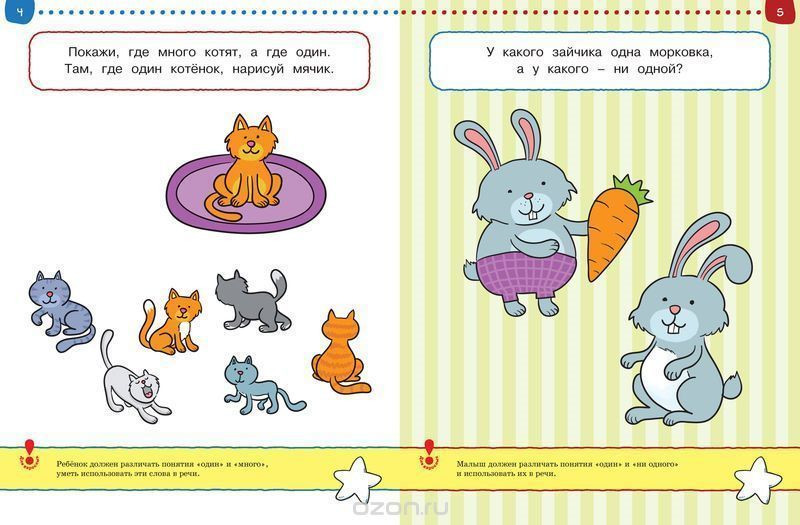 4
Покажи, где много котят, а где один.
Там, где один котёнок, нарисуй мячик.
Ребёнок должен различать понятия «один» и «много»,
уметь использовать эти слова в речи.
5
У какого зайчика одна морковка,
а у какого – ни одной?
Малыш должен различать понятия «один» и «ни одного»
и использовать их в речи.
ozon.ru